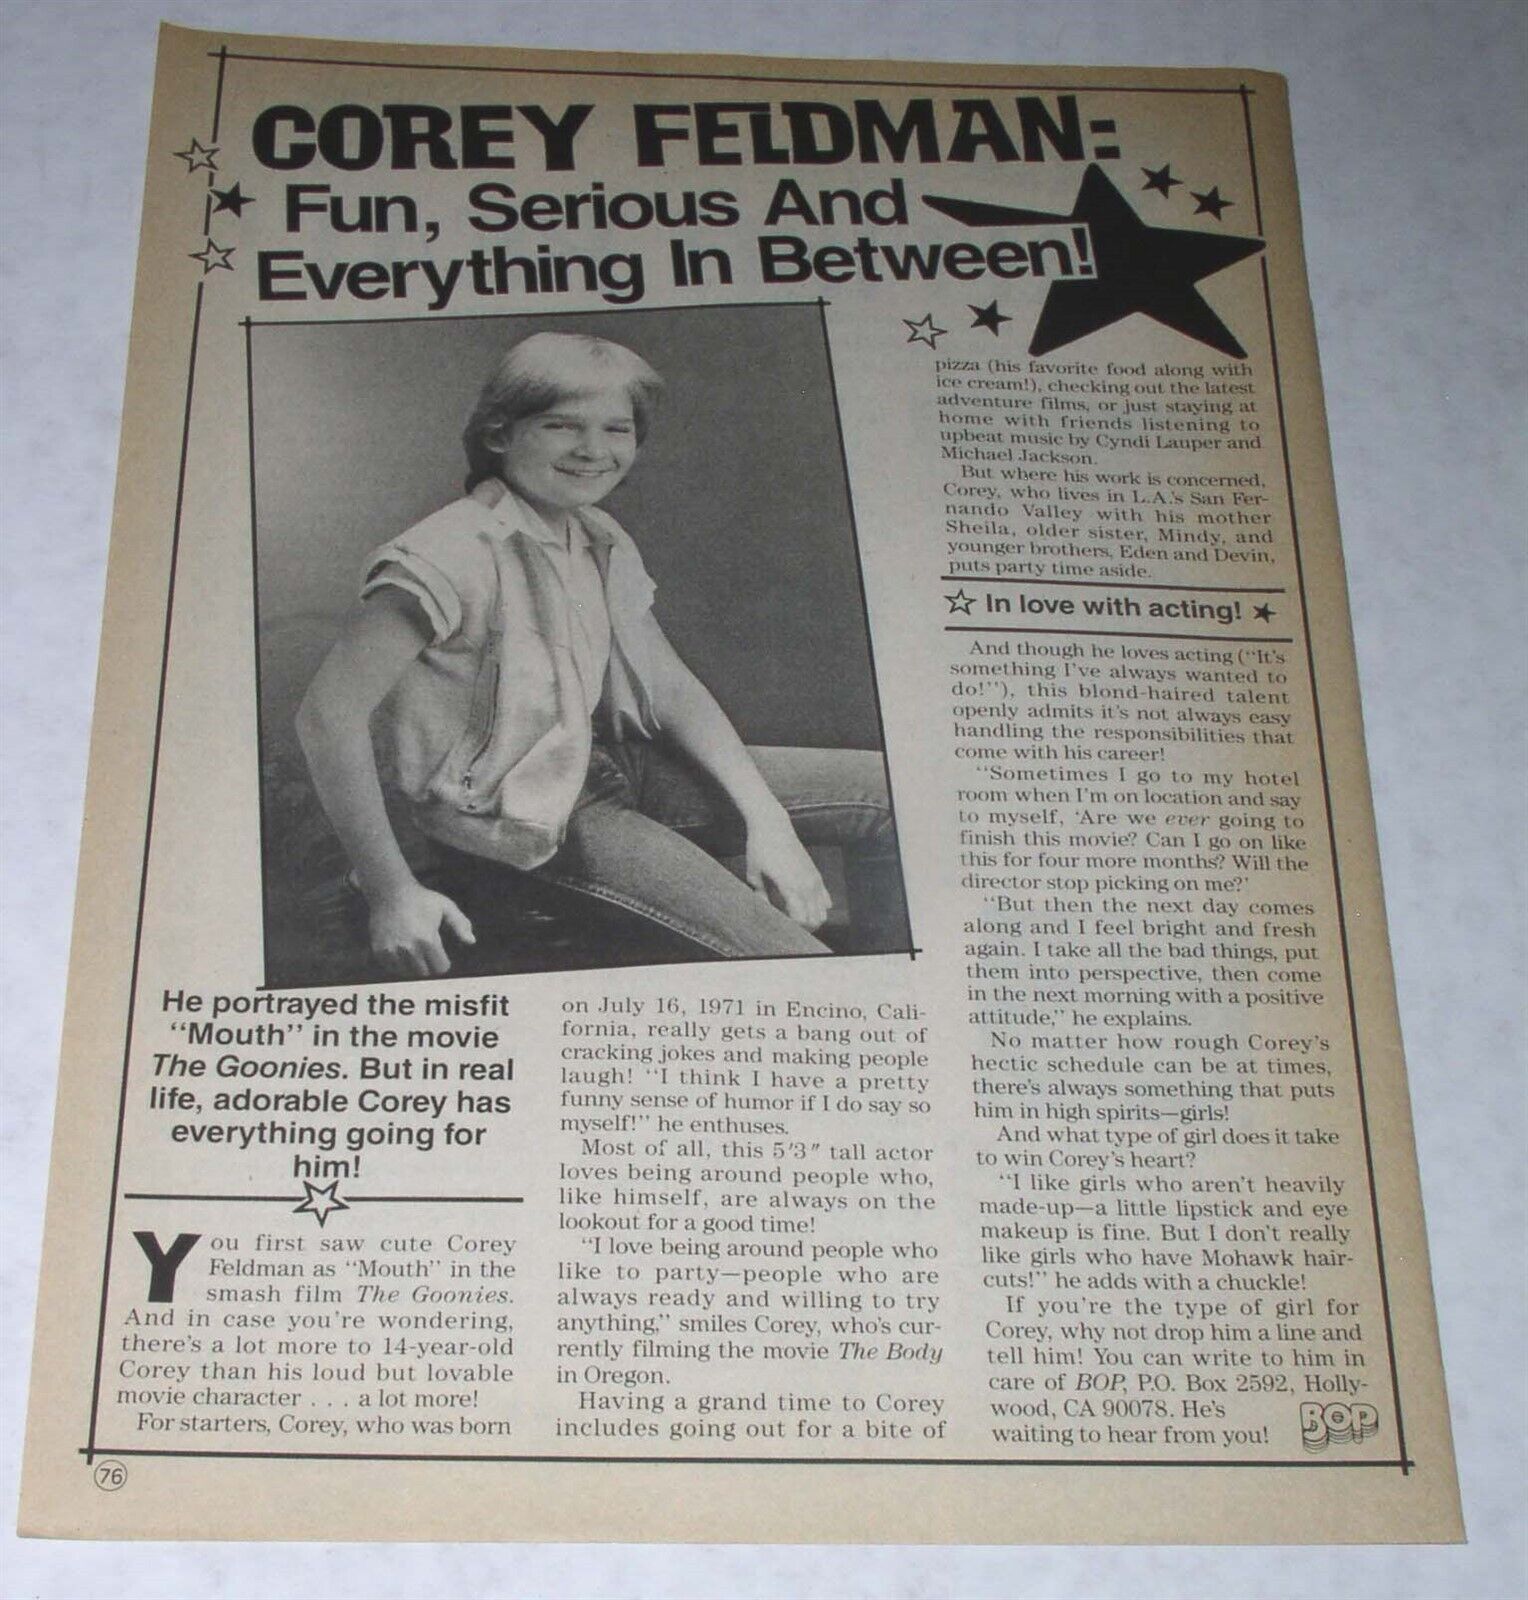 COREY FELDMAN:
Fun, Serious And
Everything In Between!
He portrayed the misfit
“Mouth” in the movie
The Goonies. But in real
life, adorable Corey has
everything going for
him!
You first saw cute Corey
Feldman as “Mouth” in the
smash film The Goonies.
And in case you're wondering,
there's a lot more to 14-year-old
Corey than his loud but lovable
movie character . . . a lot more!
For starters, Corey, who was born
on July 16, 1971 in Encino, Cali-
fornia, really gets a bang out of
cracking jokes and making people
laugh! “I think I have a pretty
funny sense of humor if I do say so
myself!” he enthuses.
Most of all, this 5'3" tall actor
loves being around people who,
like himself, are always on the
lookout for a good time!
“I love being around people who
like to party—people who are
always ready and willing to try
anything,” smiles Corey, who's cur-
rently filming the movie The Body
in Oregon.
Having a grand time to Corey
includes going out for a bite of
pizza (his favorite food along with
ice cream!), checking out the latest
adventure films, or just staying at
home with friends listening to
upbeat music by Cyndi Lauper and
Michael Jackson.
But where his work is concerned,
Corey, who lives in L.A.'s San Fer-
nando Valley with his mother
Sheila, older sister, Mindy, and
younger brothers, Eden and Devin,
puts party time aside.
In love with acting!
And though he loves acting (“It's
something I've always wanted to
do!”), this blond-haired talent
openly admits it's not always easy
handling the responsibilities that
come with his career!
“Sometimes I go to my hotel
room when I'm on location and say
to myself, ‘Are we ever going to
finish this movie? Can I go on like
this for four more months? Will the
director stop picking on me?’
“But then the next day comes
along and I feel bright and fresh
again. I take all the bad things, put
them into perspective, then come
in the next morning with a positive
attitude,” he explains.
No matter how rough Corey's
hectic schedule can be at times,
there's always something that puts
him in high spirits—girls!
And what type of girl does it take
to win Corey's heart?
“I like girls who aren't heavily
made-up—a little lipstick and eye
makeup is fine. But I don't really
like girls who have Mohawk hair-
cuts!” he adds with a chuckle!
If you're the type of girl for
Corey, why not drop him a line and
tell him! You can write to him in
care of BOP, P.O. Box 2592, Holly-
wood, CA 90078. He's
waiting to hear from you!
BOP
76